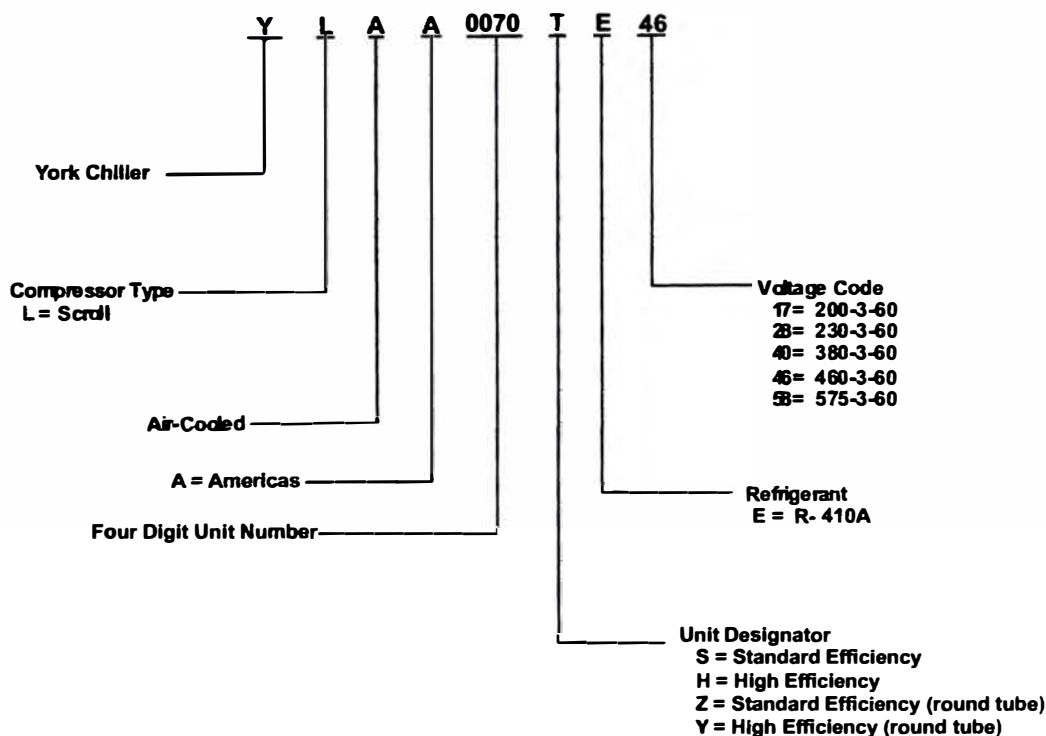 Y L A A 0070 T E 46
York Chiller
Compressor Type
L = Scroll
Voltage Code
17= 200-3-60
28= 230-3-60
40= 380-3-60
46= 460-3-60
58= 575-3-60
Air-Cooled
A = Americas
Refrigerant
E = R- 410A
Four Digit Unit Number
Unit Designator
S = Standard Efficiency
H = High Efficiency
Z = Standard Efficiency (round tube)
Y = High Efficiency (round tube)